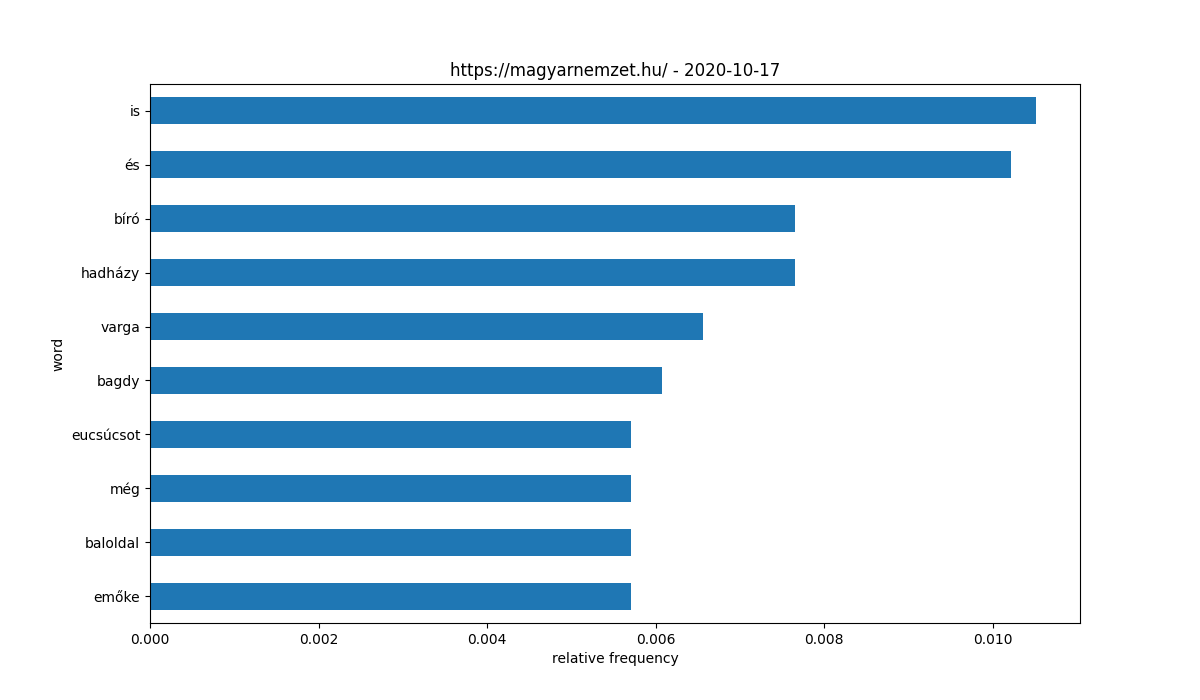 https://magyarnemzet.hu/ - 2020-10-17
is
és
bíró
hadházy
varga
bagdy
eucsúcsot
még
baloldal
emőke
word
0.000 0.002 0.004 0.006 0.008 0.010
relative frequency